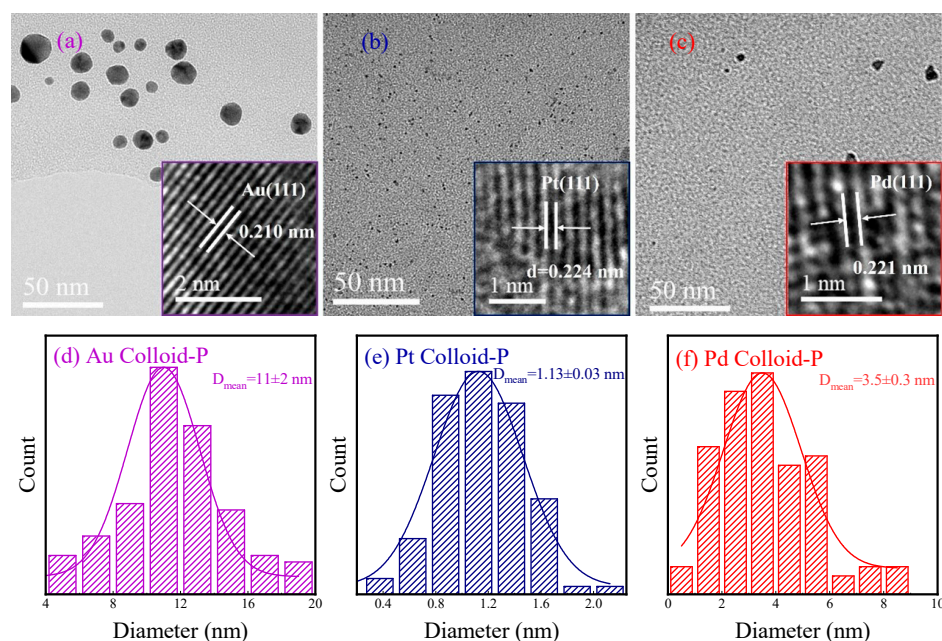 (a)
Au(111)
0.210 nm
2 nm
50 nm
(b)
Pt(111)
d=0.224 nm
1 nm
50 nm
(c)
Pd(111)
0.221 nm
1 nm
50 nm
(d) Au Colloid-P
Dmean=11±2 nm
Count
4 8 12 16 20
Diameter (nm)
(e) Pt Colloid-P
Dmean=1.13±0.03 nm
Count
0.4 0.8 1.2 1.6 2.0
Diameter (nm)
(f) Pd Colloid-P
Dmean=3.5±0.3 nm
Count
0 2 4 6 8 10
Diameter (nm)